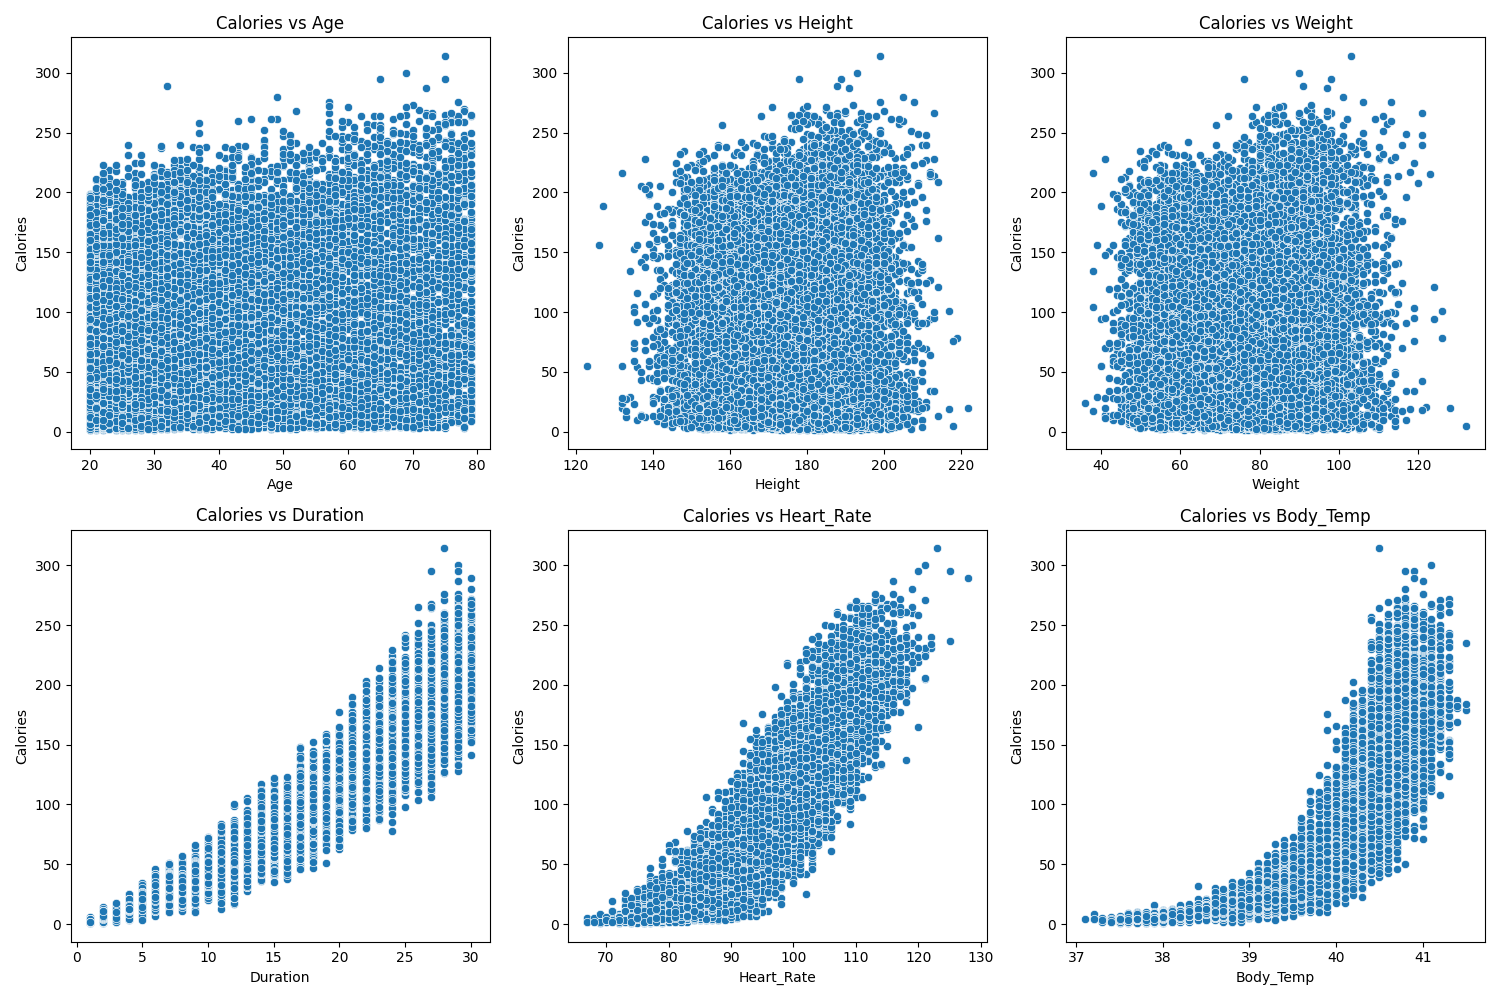 Calories vs Age
Calories vs Height
Calories vs Weight
300
250
200
150
100
50
0
Calories
20 30 40 50 60 70 80
Age
300
250
200
150
100
50
0
Calories
120 140 160 180 200 220
Height
300
250
200
150
100
50
0
Calories
40 60 80 100 120
Weight
Calories vs Duration
Calories vs Heart_Rate
Calories vs Body_Temp
300
250
200
150
100
50
0
Calories
0 5 10 15 20 25 30
Duration
300
250
200
150
100
50
0
Calories
70 80 90 100 110 120 130
Heart_Rate
300
250
200
150
100
50
0
Calories
37 38 39 40 41
Body_Temp